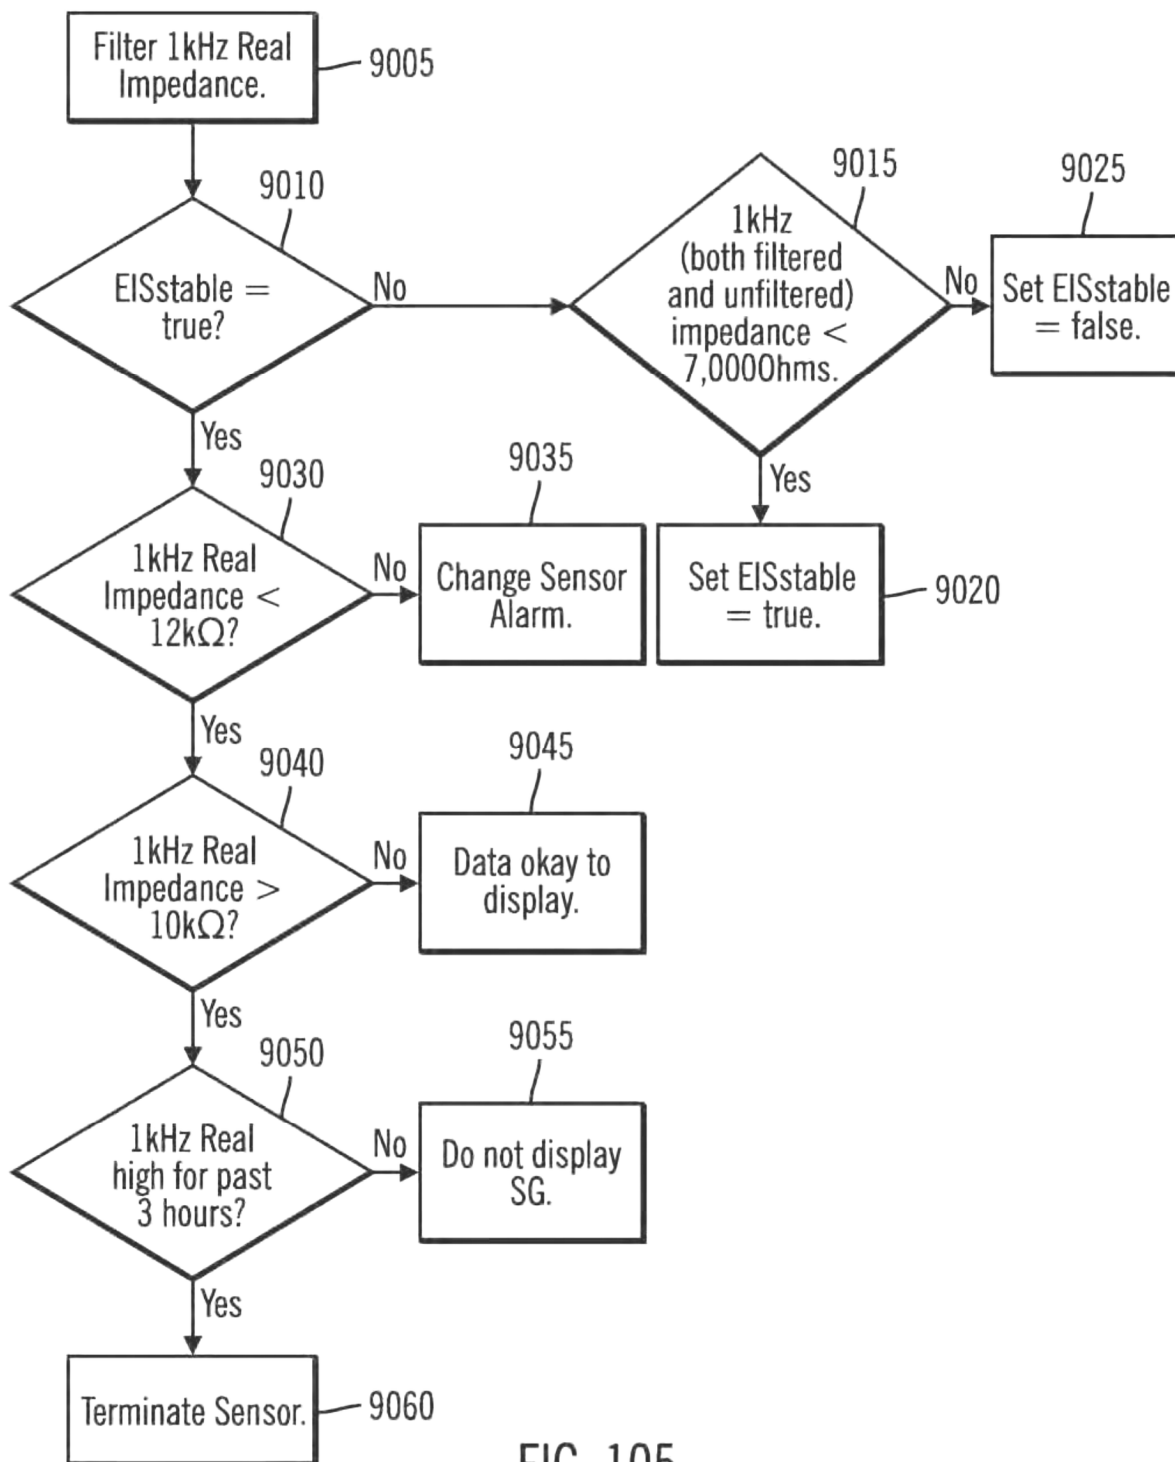 Filter 1kHz Real
Impedance.
9005
9010
EISstable =
true?
No
9015
1kHz
(both filtered
and unfiltered)
impedance <
7,000Ohms.
No
9025
Set EISstable
= false.
Yes
Yes
Set EISstable
= true.
9020
9030
1kHz Real
Impedance <
12kΩ?
No
9035
Change Sensor
Alarm.
Yes
9040
1kHz Real
Impedance >
10kΩ?
No
9045
Data okay to
display.
Yes
9050
1kHz Real
high for past
3 hours?
No
9055
Do not display
SG.
Yes
Terminate Sensor.
9060
FIG. 105